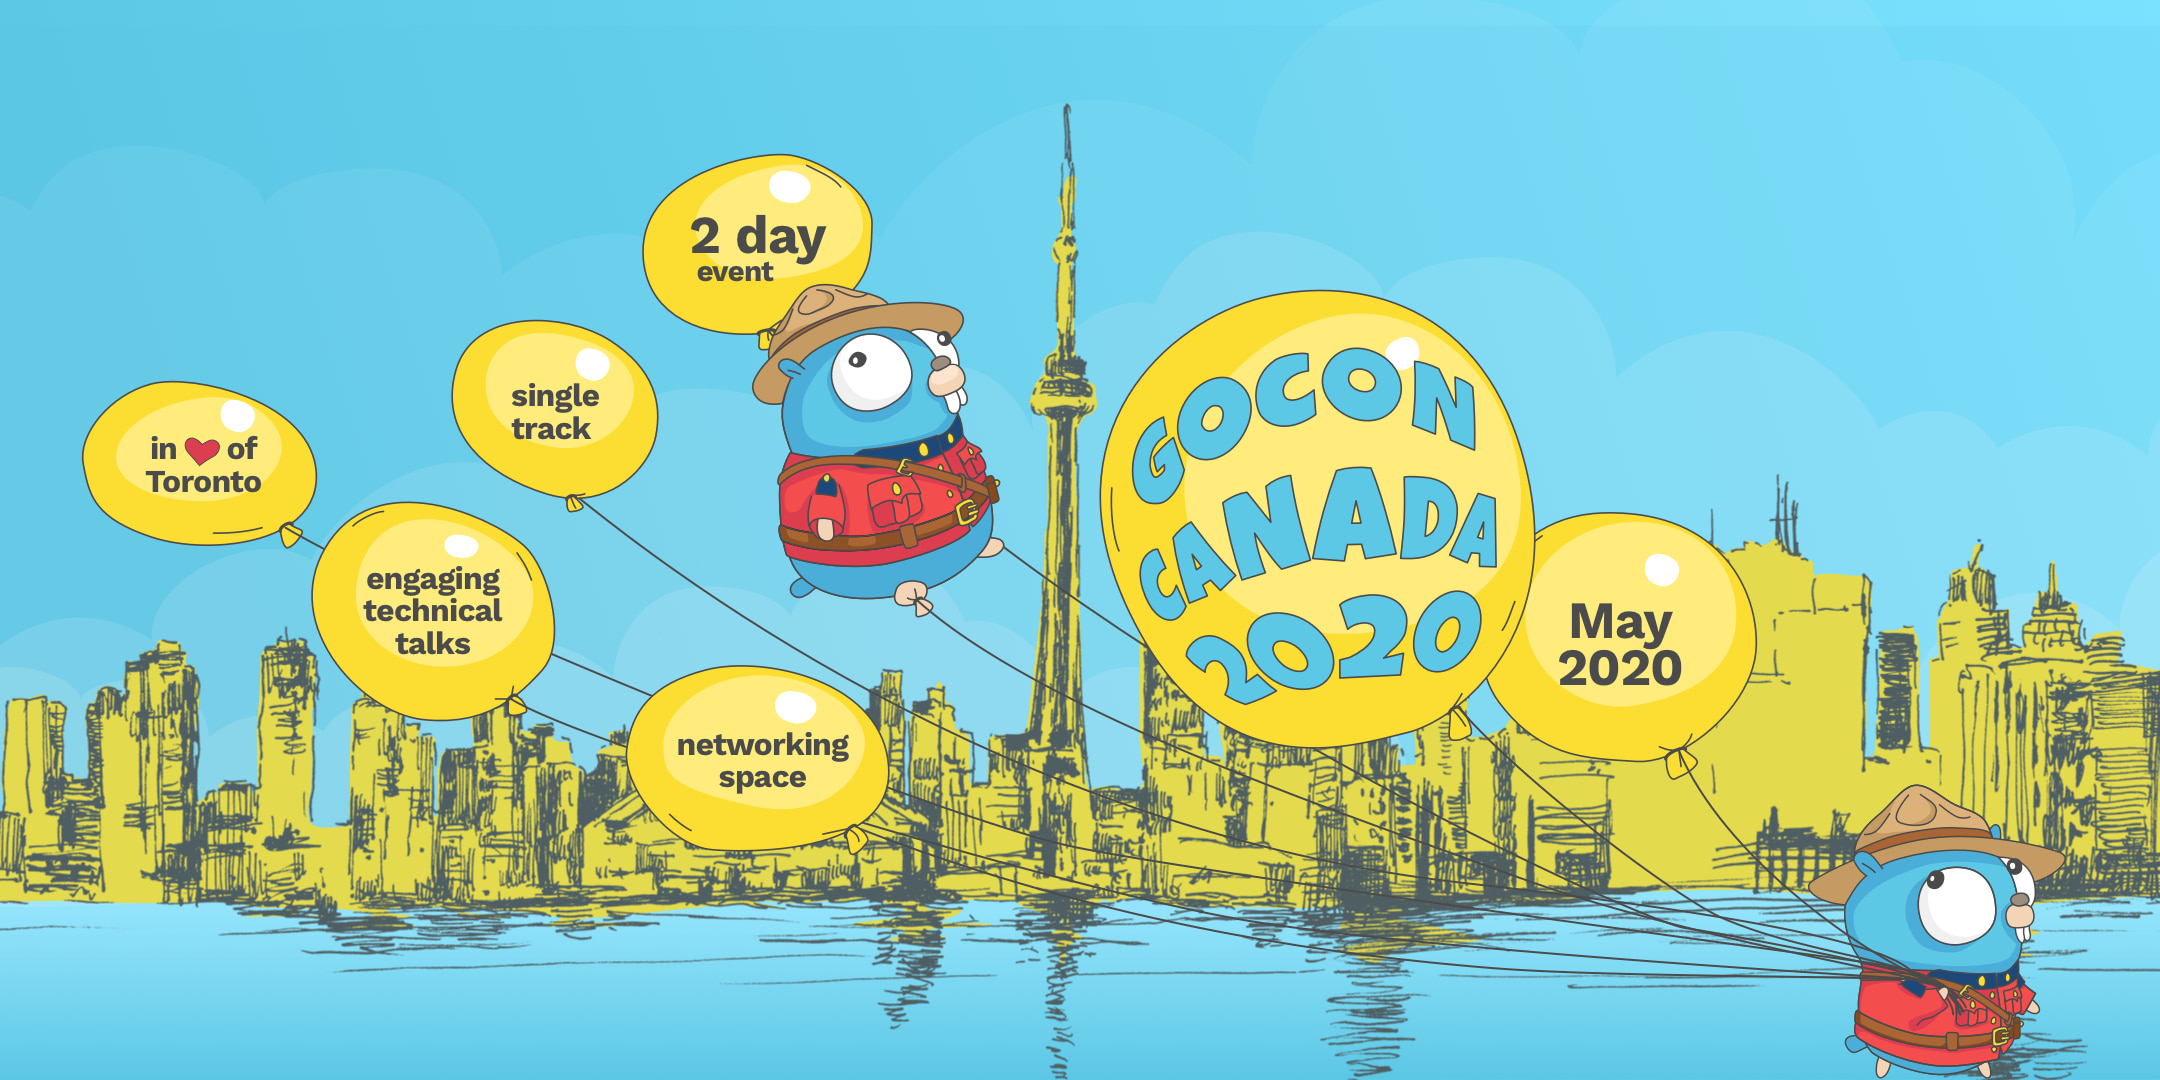 2 day
event
single
track
in ❤ of
Toronto
engaging
technical
talks
networking
space
GOCON
CANADA
2020
May
2020